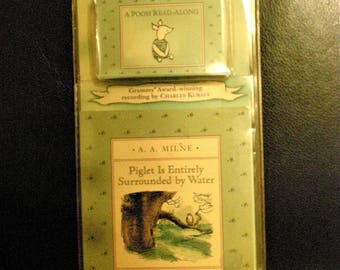 A POOH READ-ALONG
Grammy® Award-winning
recording by CHARLES KURALT
• A. A. MILNE •
Piglet Is Entirely
Surrounded by Water